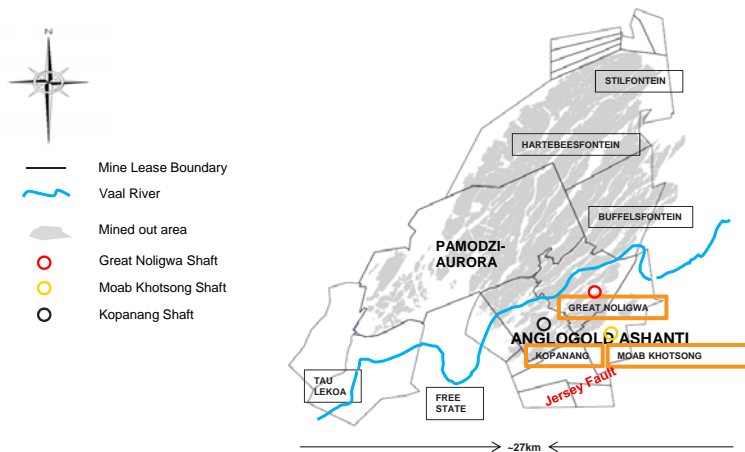 N
STILFONTEIN
HARTEBEESFONTEIN
Mine Lease Boundary
Vaal River
BUFFELSFONTEIN
Mined out area
PAMODZI-
AURORA
Great Noligwa Shaft
Moab Khotsong Shaft
GREAT NOLIGWA
Kopanang Shaft
ANGLOGOLD ASHANTI
KOPANANG
MOAB KHOTSONG
Jersey Fault
TAU
LEKOA
FREE
STATE
~27km